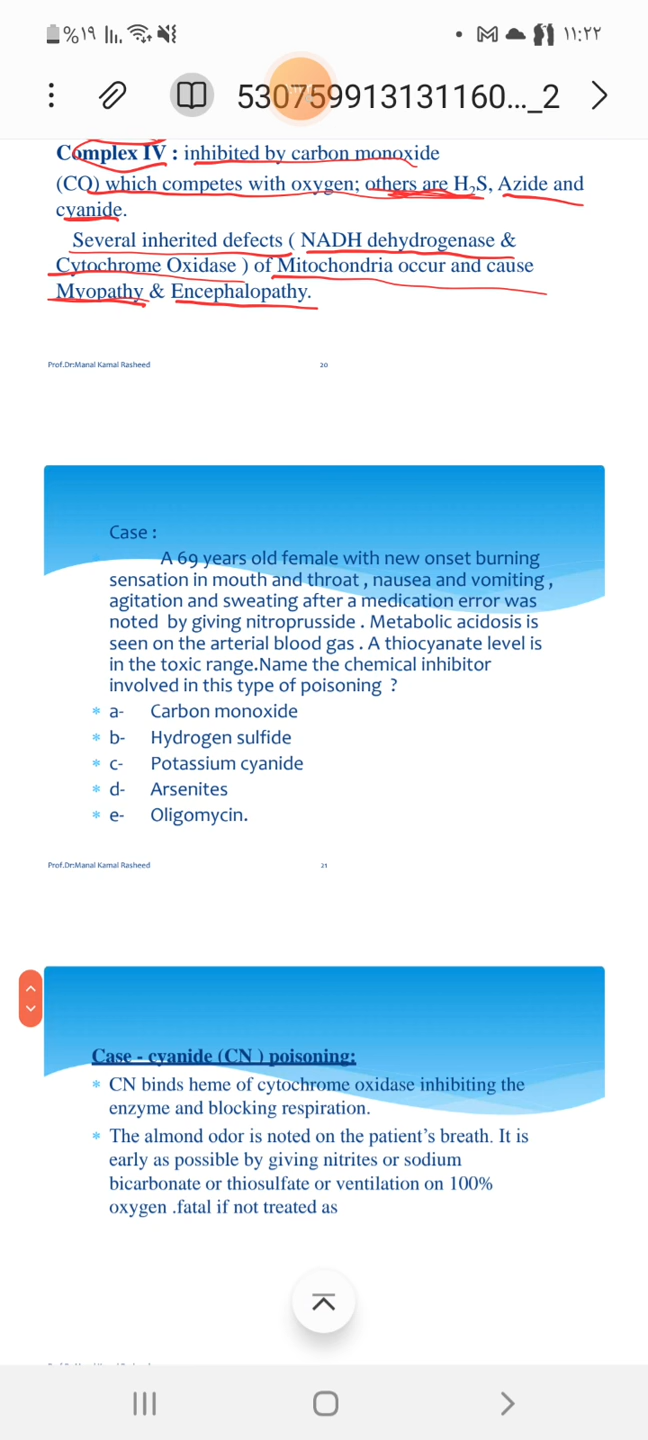 %١٩
١١:٢٢
530759913131160..._2
Complex IV : inhibited by carbon monoxide
(CO) which competes with oxygen; others are H₂S, Azide and
cyanide.
Several inherited defects ( NADH dehydrogenase &
Cytochrome Oxidase ) of Mitochondria occur and cause
Myopathy & Encephalopathy.
Prof.Dr:Manal Kamal Rasheed
20
Case :
A 69 years old female with new onset burning
sensation in mouth and throat , nausea and vomiting ,
agitation and sweating after a medication error was
noted by giving nitroprusside . Metabolic acidosis is
seen on the arterial blood gas . A thiocyanate level is
in the toxic range.Name the chemical inhibitor
involved in this type of poisoning ?
* a- Carbon monoxide
* b- Hydrogen sulfide
* c- Potassium cyanide
* d- Arsenites
* e- Oligomycin.
Prof.Dr:Manal Kamal Rasheed
21
Case - cyanide (CN ) poisoning:
* CN binds heme of cytochrome oxidase inhibiting the
enzyme and blocking respiration.
* The almond odor is noted on the patient's breath. It is
early as possible by giving nitrites or sodium
bicarbonate or thiosulfate or ventilation on 100%
oxygen .fatal if not treated as